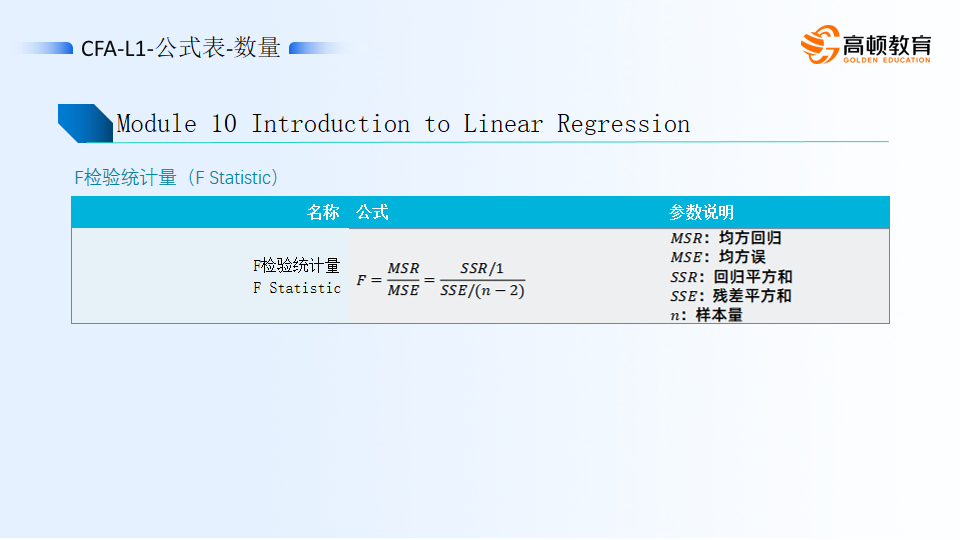 CFA-L1-公式表-数量
高顿教育
GOLDEN EDUCATION
Module 10 Introduction to Linear Regression
F检验统计量（F Statistic）
名称 公式 参数说明
F检验统计量
F Statistic
F = MSR/MSE = (SSR/1)/(SSE/(n − 2))
MSR：均方回归
MSE：均方误
SSR：回归平方和
SSE：残差平方和
n：样本量